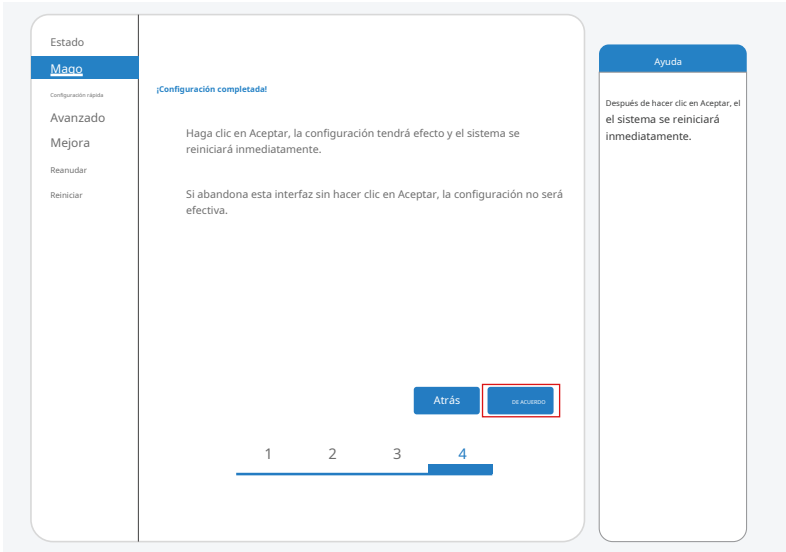 Estado
Mago
Configuración rápida
Avanzado
Mejora
Reanudar
Reiniciar
¡Configuración completada!
Haga clic en Aceptar, la configuración tendrá efecto y el sistema se
reiniciará inmediatamente.
Si abandona esta interfaz sin hacer clic en Aceptar, la configuración no será
efectiva.
Atrás
DE ACUERDO
1 2 3 4
Ayuda
Después de hacer clic en Aceptar, el
el sistema se reiniciará
inmediatamente.